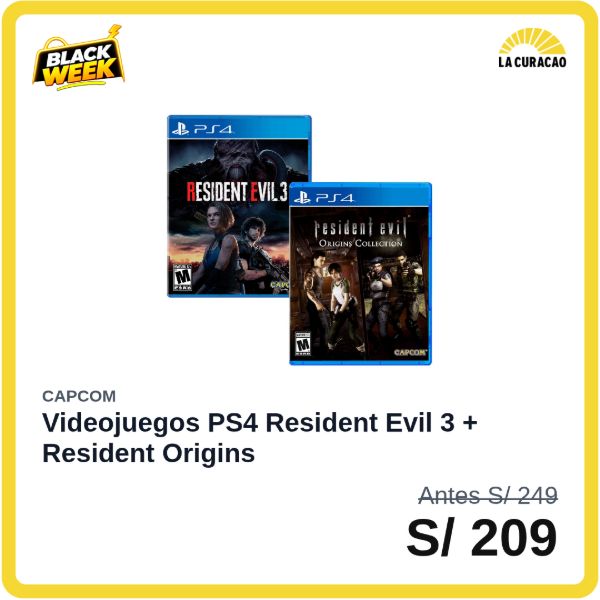 BLACK
WEEK
LA CURACAO
PS4
RESIDENT EVIL 3
M
CAPCOM
PS4
resident evil
ORIGINS COLLECTION
M
CAPCOM
CAPCOM
Videojuegos PS4 Resident Evil 3 +
Resident Origins
Antes S/ 249
S/ 209